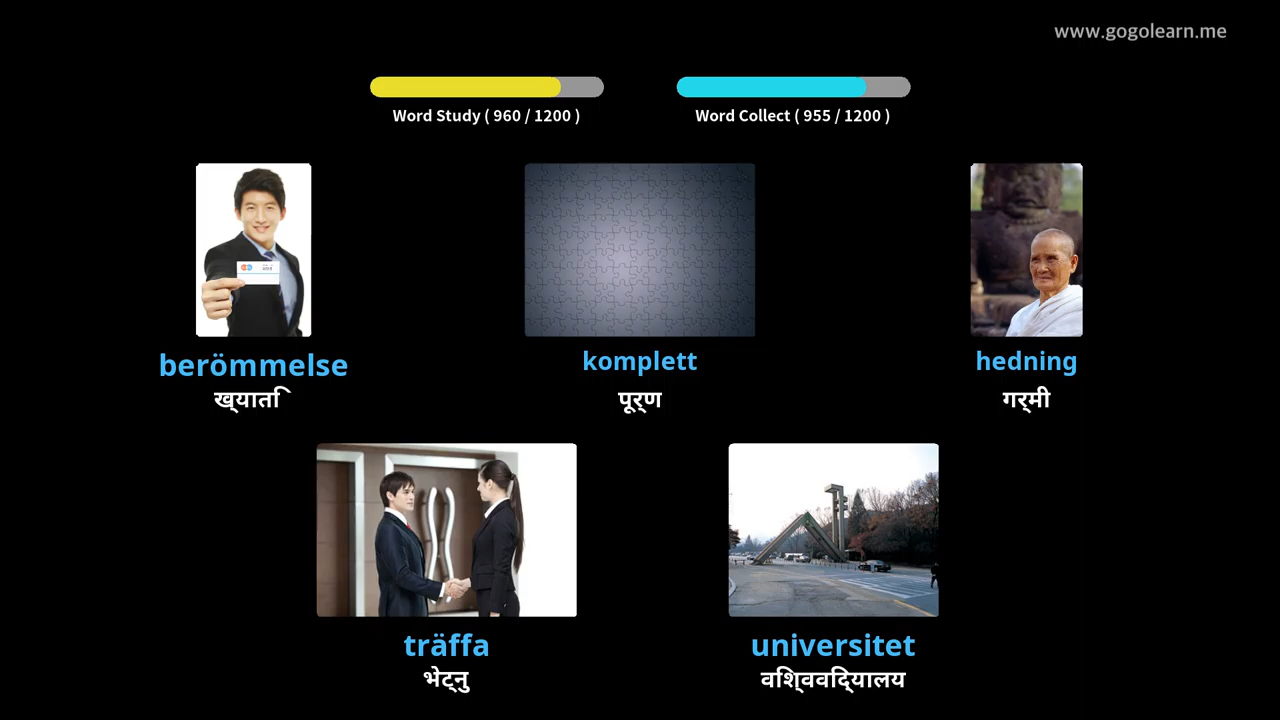 www.gogolearn.me
Word Study ( 960 / 1200 )
Word Collect ( 955 / 1200 )
berömmelse
ख्याति
komplett
पूर्ण
hedning
गर्मी
träffa
भेट्नु
universitet
विश्वविद्यालय